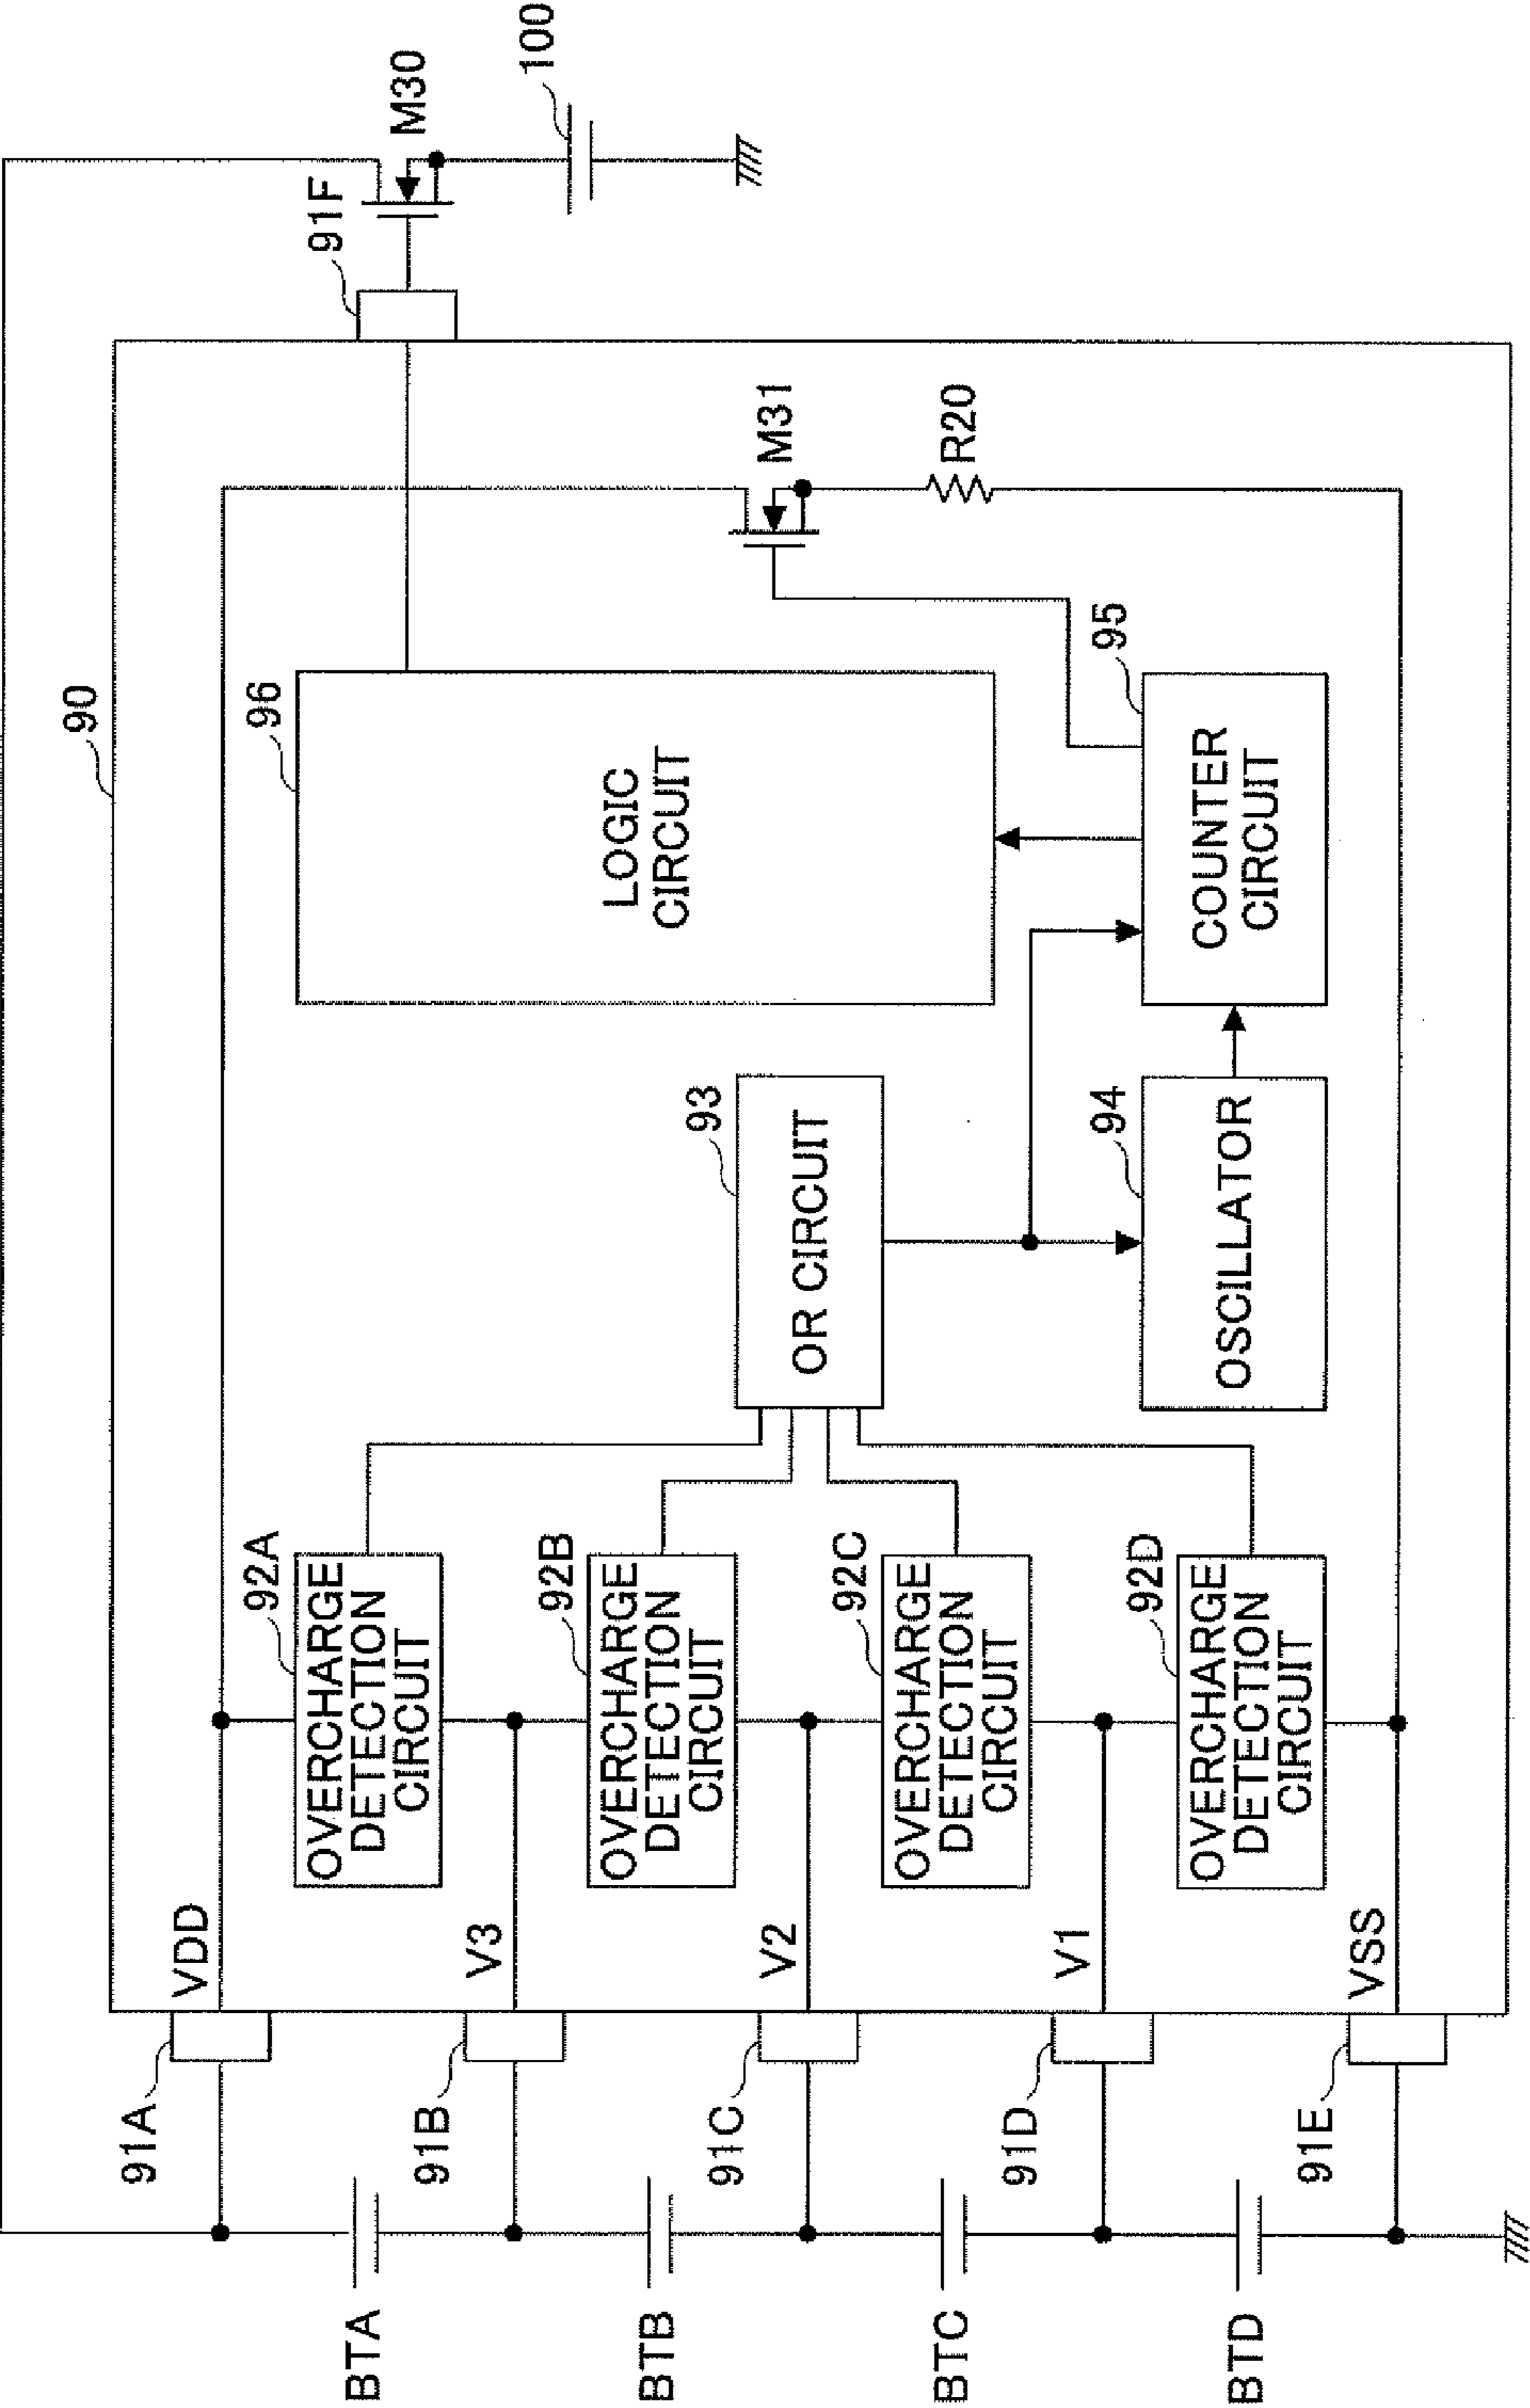 90
100
M30
91F
M31
R20
96
LOGIC
CIRCUIT
95
COUNTER
CIRCUIT
93
OR CIRCUIT
94
OSCILLATOR
92A
OVERCHARGE
DETECTION
CIRCUIT
92B
OVERCHARGE
DETECTION
CIRCUIT
92C
OVERCHARGE
DETECTION
CIRCUIT
92D
OVERCHARGE
DETECTION
CIRCUIT
VDD
V3
V2
V1
VSS
91A
91B
91C
91D
91E
BTA
BTB
BTC
BTD